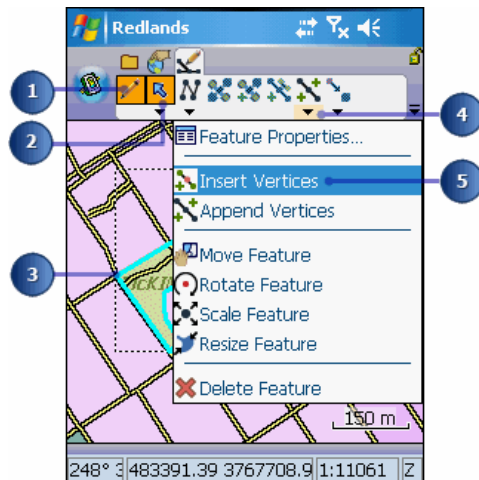 Redlands
1
2
3
4
5
Feature Properties...
Insert Vertices
Append Vertices
Move Feature
Rotate Feature
Scale Feature
Resize Feature
Delete Feature
150 m
248° 3 483391.39 3767708.9 1:11061 Z